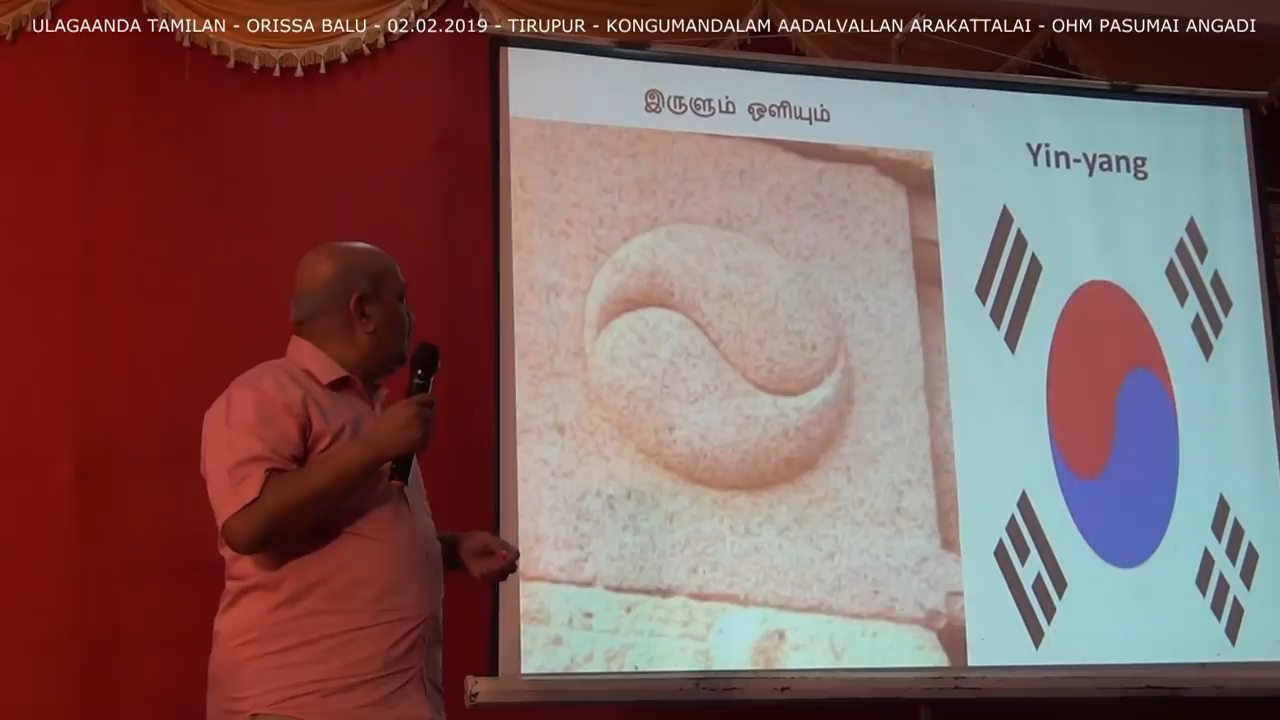 ULAGAANDA TAMILAN - ORISSA BALU - 02.02.2019 - TIRUPUR - KONGUMANDALAM AADALVALLAN ARAKATTALAI - OHM PASUMAI ANGADI
இருளும் ஒளியும்
Yin-yang